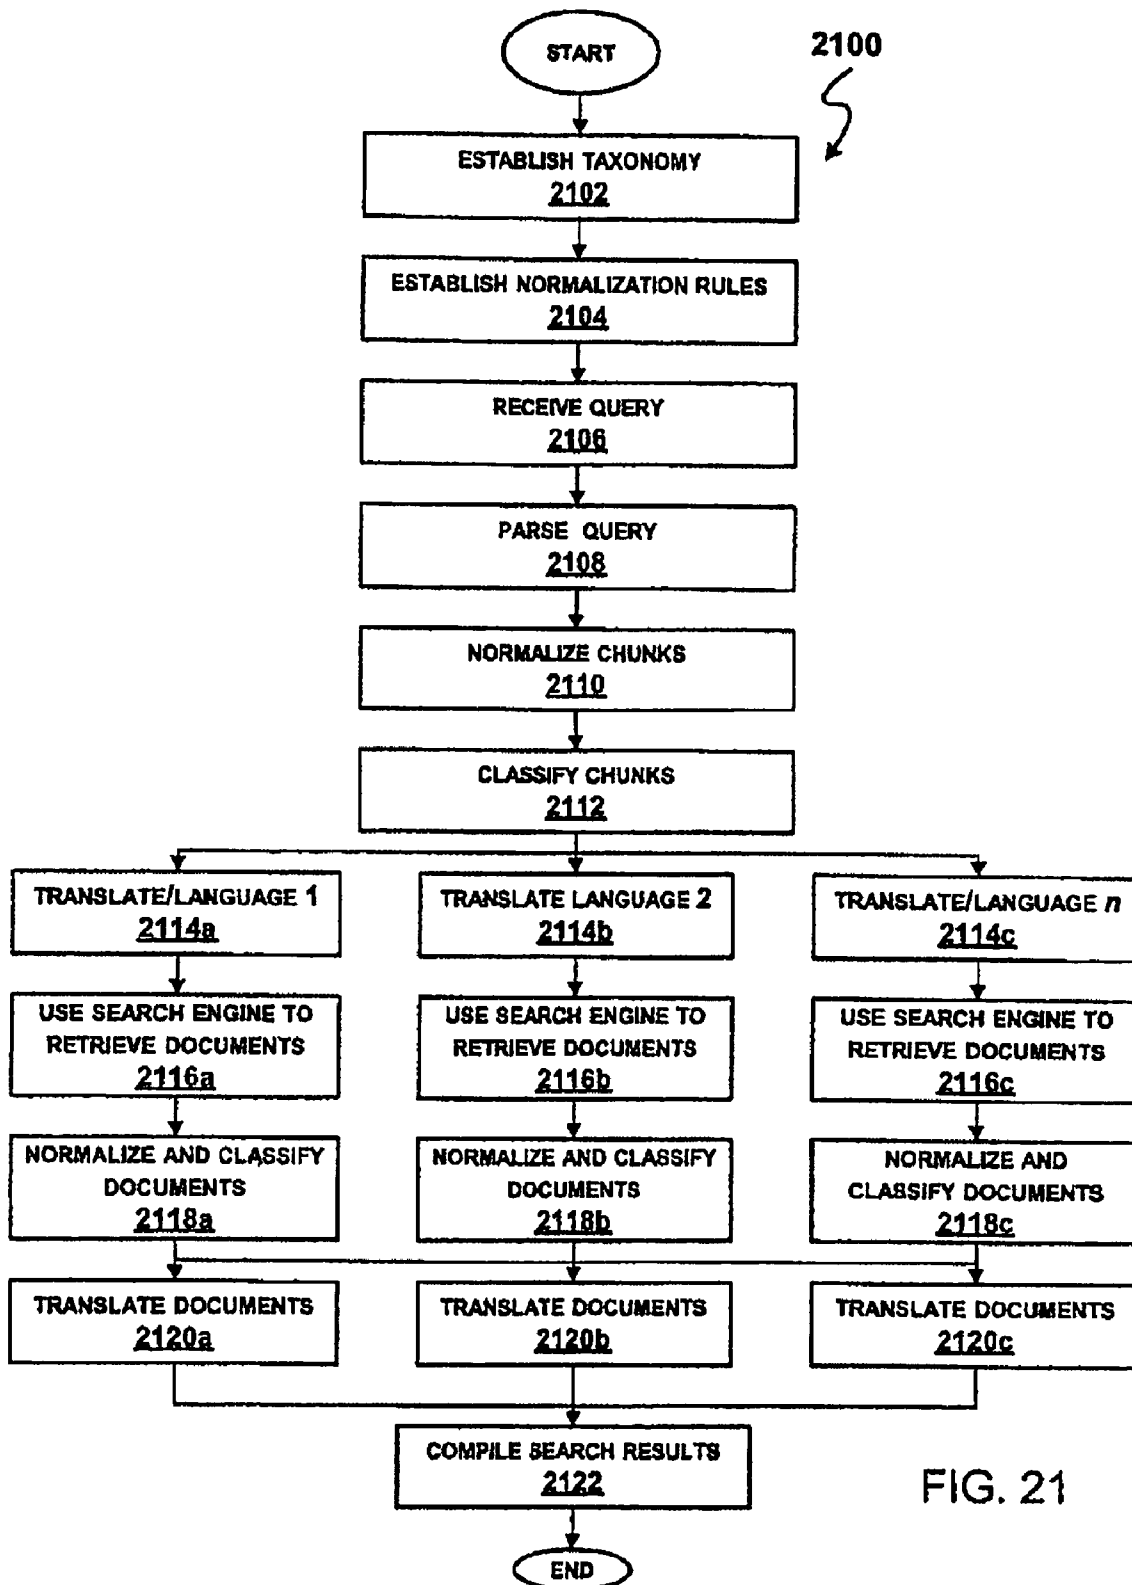 START
2100
ESTABLISH TAXONOMY
2102
ESTABLISH NORMALIZATION RULES
2104
RECEIVE QUERY
2106
PARSE QUERY
2108
NORMALIZE CHUNKS
2110
CLASSIFY CHUNKS
2112
TRANSLATE/LANGUAGE 1
2114a
TRANSLATE LANGUAGE 2
2114b
TRANSLATE/LANGUAGE n
2114c
USE SEARCH ENGINE TO
RETRIEVE DOCUMENTS
2116a
USE SEARCH ENGINE TO
RETRIEVE DOCUMENTS
2116b
USE SEARCH ENGINE TO
RETRIEVE DOCUMENTS
2116c
NORMALIZE AND CLASSIFY
DOCUMENTS
2118a
NORMALIZE AND CLASSIFY
DOCUMENTS
2118b
NORMALIZE AND
CLASSIFY DOCUMENTS
2118c
TRANSLATE DOCUMENTS
2120a
TRANSLATE DOCUMENTS
2120b
TRANSLATE DOCUMENTS
2120c
COMPILE SEARCH RESULTS
2122
FIG. 21
END